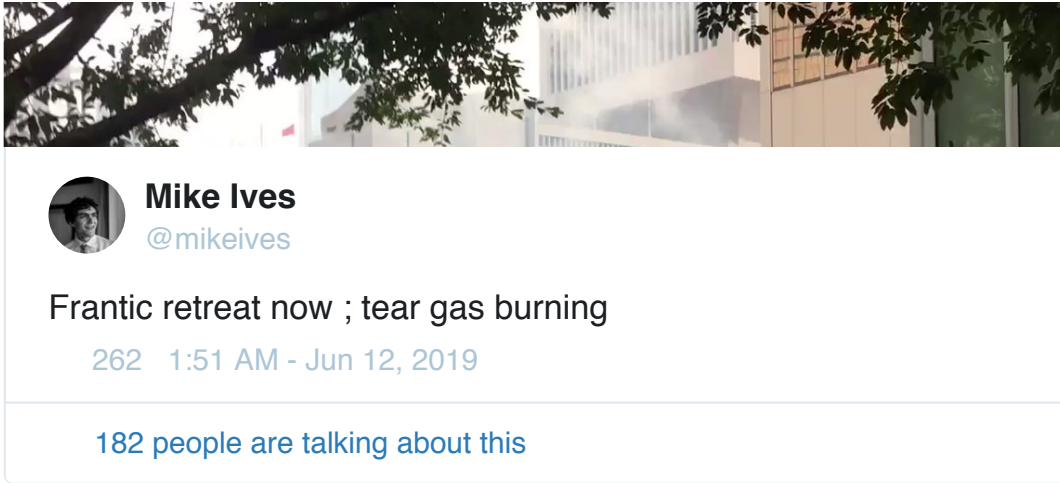 Mike Ives
@mikeives
Frantic retreat now ; tear gas burning
262 1:51 AM - Jun 12, 2019
182 people are talking about this